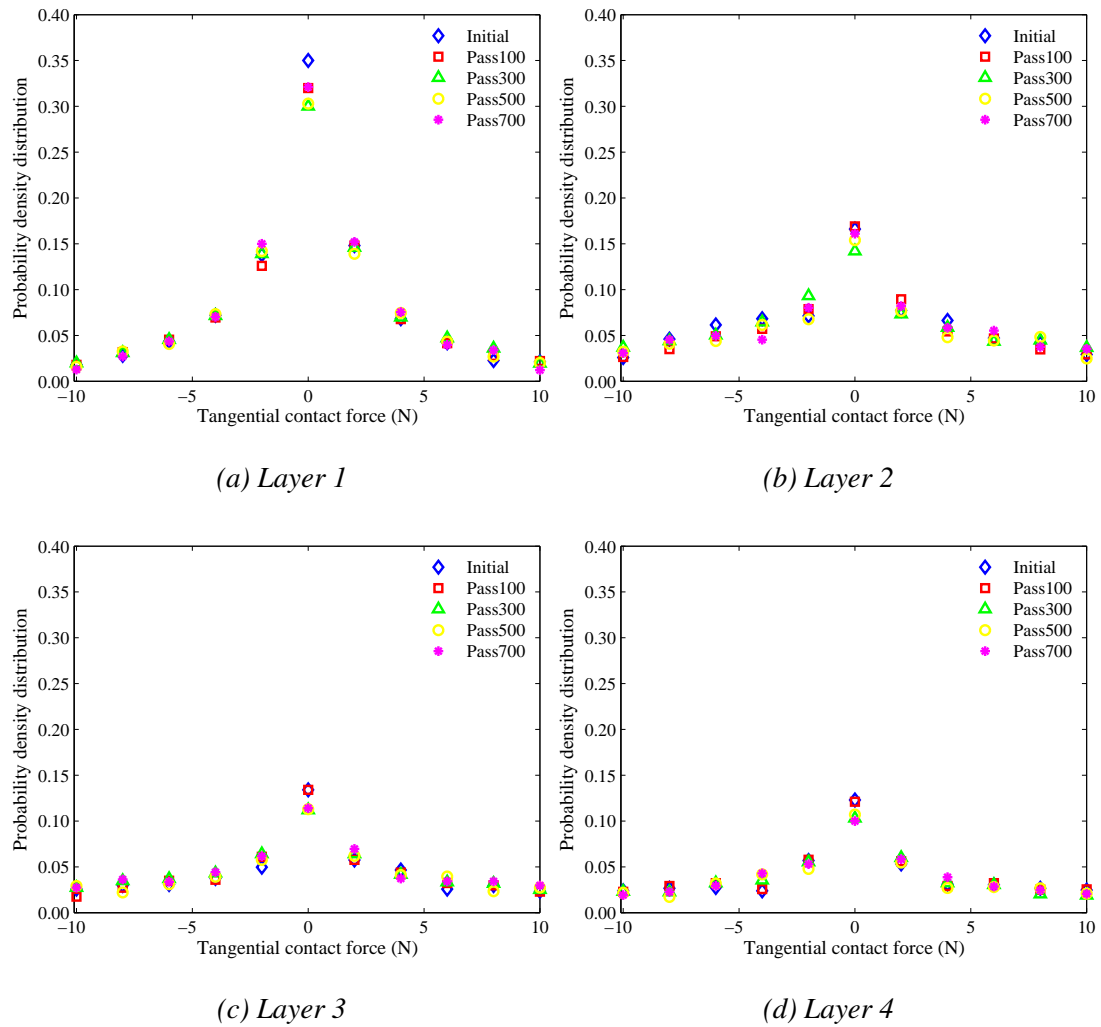 0.40
0.35
0.30
0.25
0.20
0.15
0.10
0.05
0.00
Probability density distribution
−10
−5
0
5
10
Tangential contact force (N)
Initial
Pass100
Pass300
Pass500
Pass700
(a) Layer 1
0.40
0.35
0.30
0.25
0.20
0.15
0.10
0.05
0.00
Probability density distribution
−10
−5
0
5
10
Tangential contact force (N)
Initial
Pass100
Pass300
Pass500
Pass700
(b) Layer 2
0.40
0.35
0.30
0.25
0.20
0.15
0.10
0.05
0.00
Probability density distribution
−10
−5
0
5
10
Tangential contact force (N)
Initial
Pass100
Pass300
Pass500
Pass700
(c) Layer 3
0.40
0.35
0.30
0.25
0.20
0.15
0.10
0.05
0.00
Probability density distribution
−10
−5
0
5
10
Tangential contact force (N)
Initial
Pass100
Pass300
Pass500
Pass700
(d) Layer 4